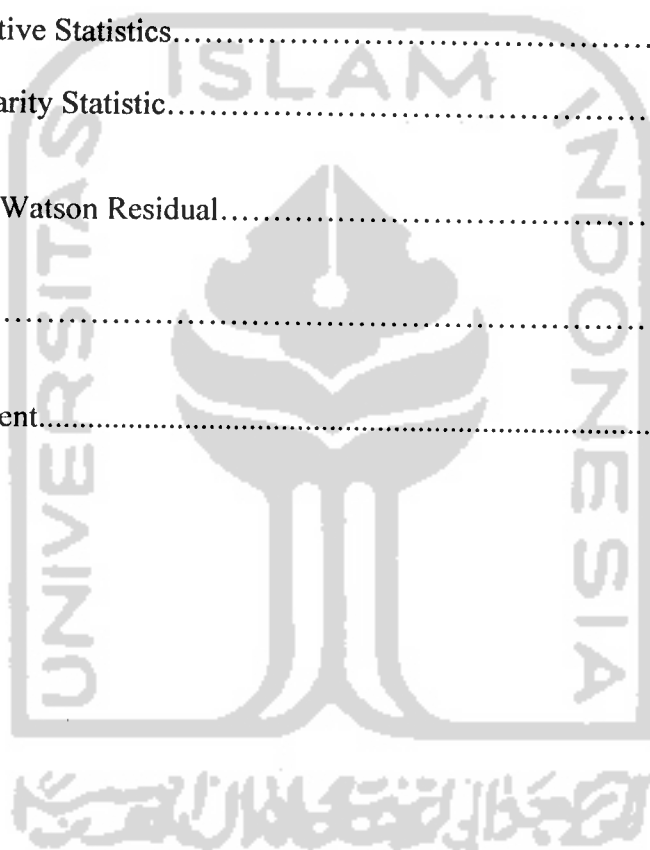 tive Statistics..................................................
arity Statistic..................................................
Watson Residual.............................................
..................................................................
ent................................................................
ISLAM
UNIVERSITAS
INDONESIA